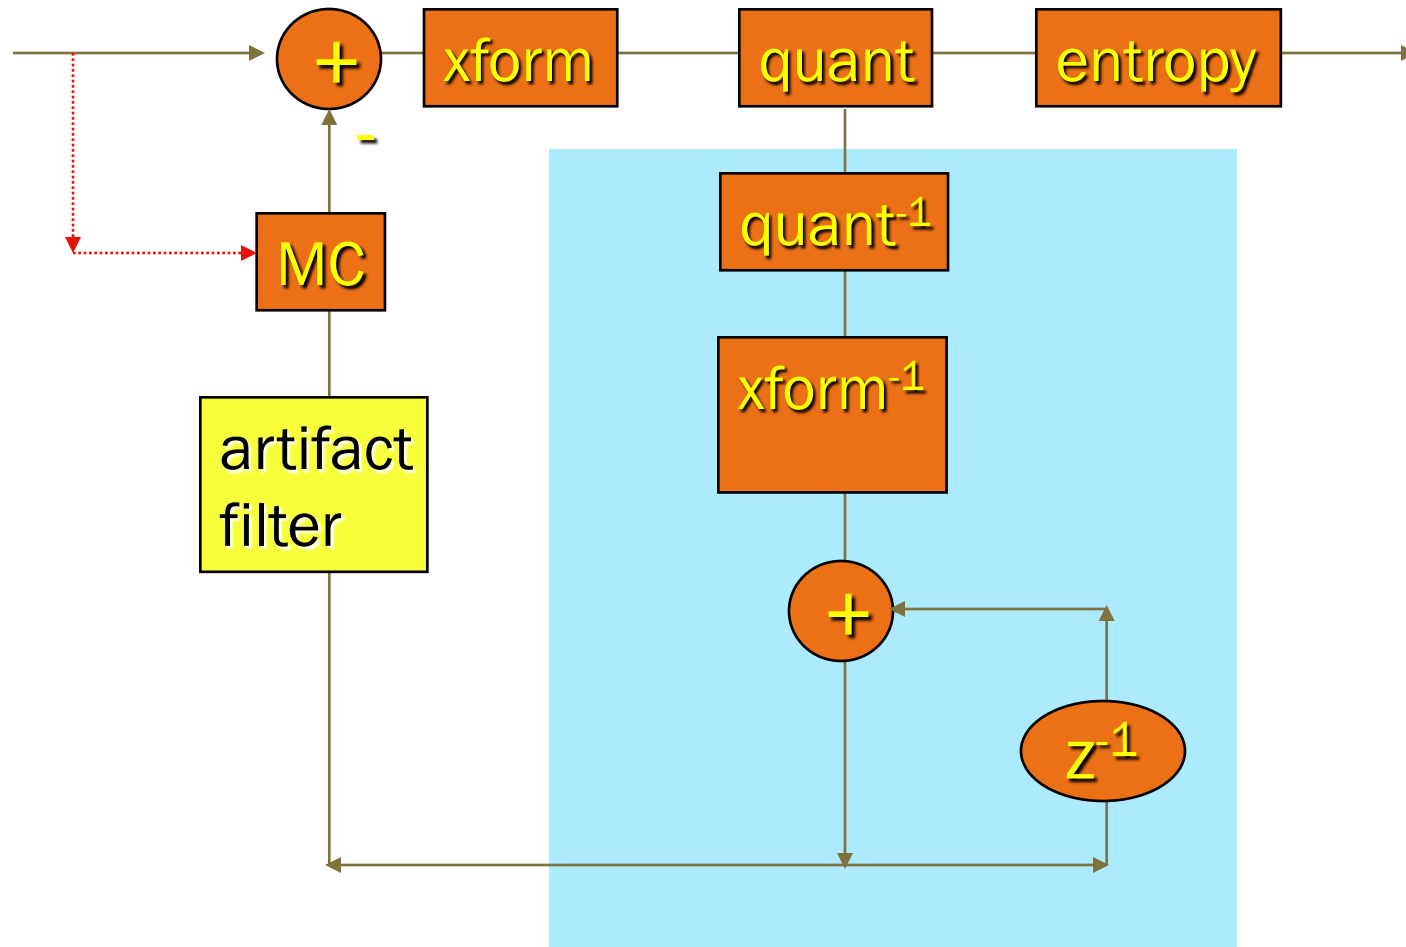 + xform quant entropy
-
quant⁻¹
MC
xform⁻¹
artifact
filter
+
z⁻¹